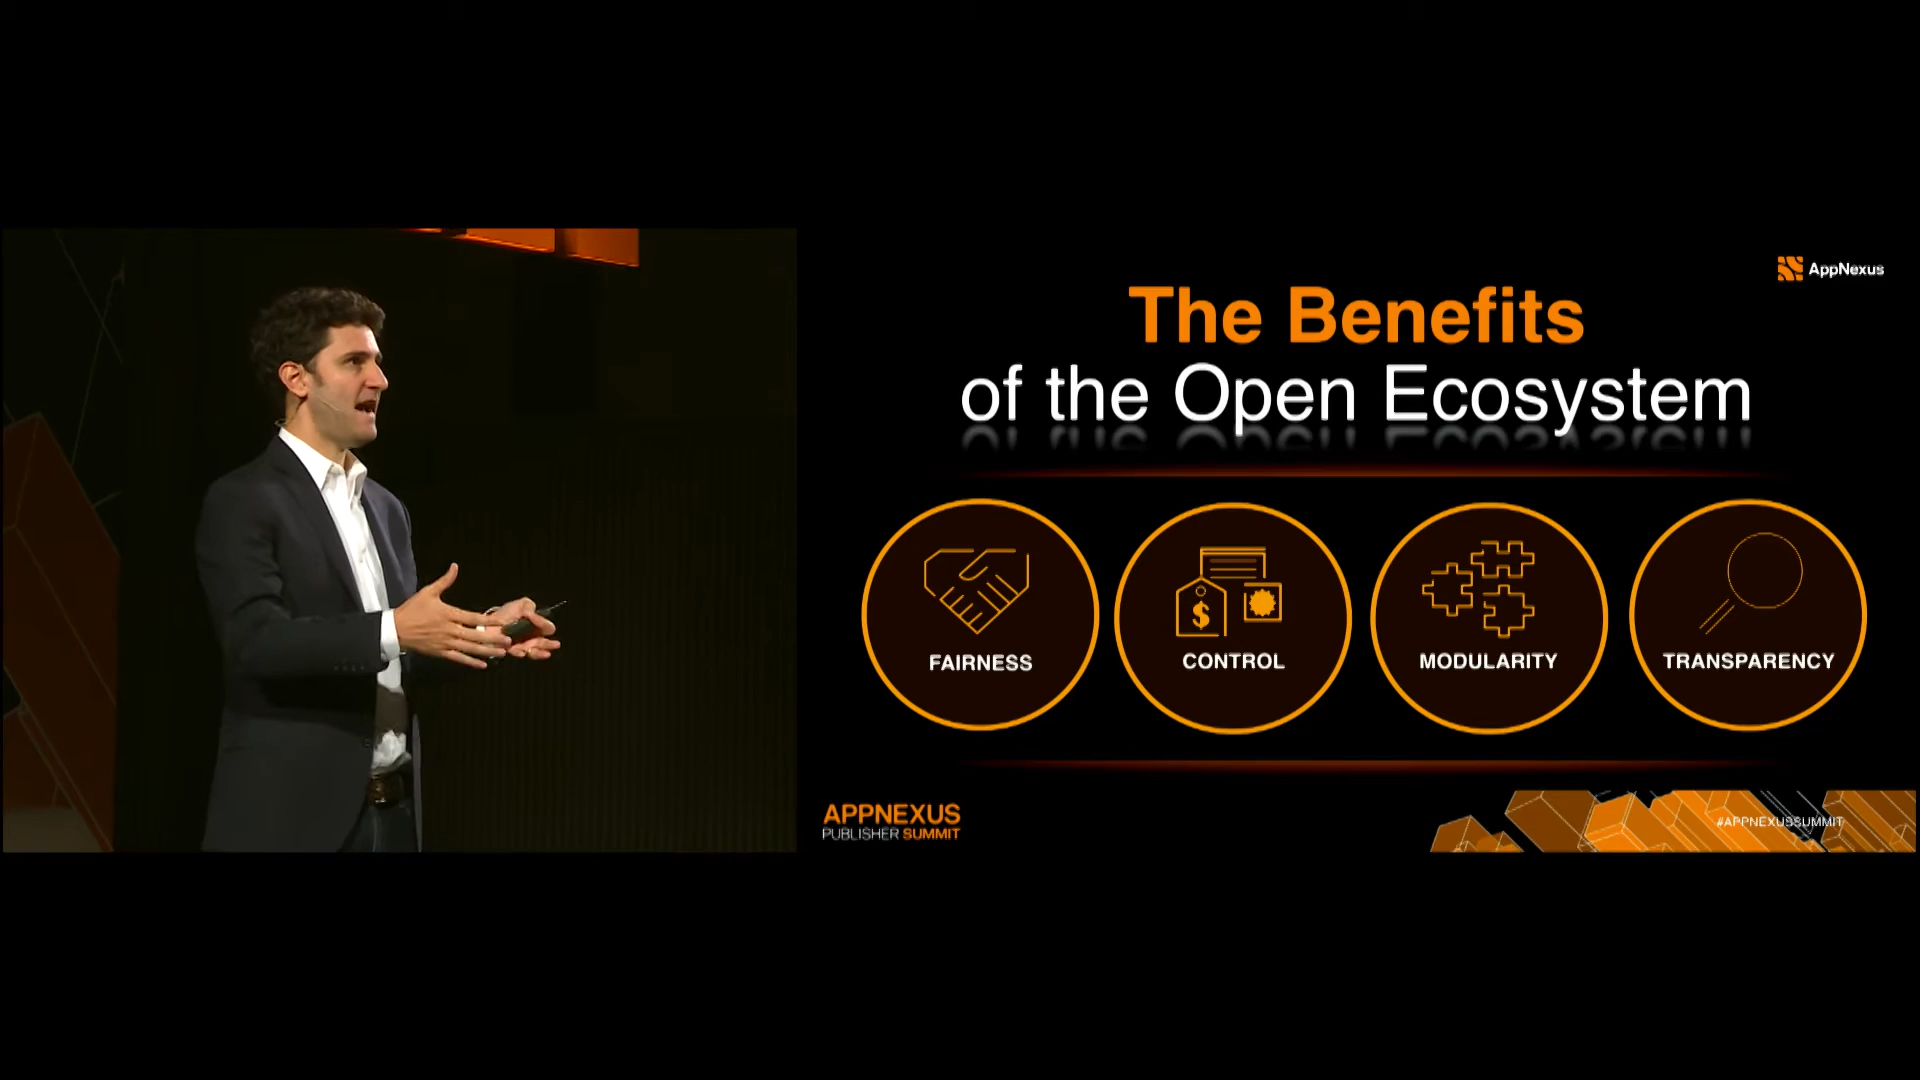 AppNexus
The Benefits
of the Open Ecosystem
$
FAIRNESS
CONTROL
MODULARITY
TRANSPARENCY
APPNEXUS
PUBLISHER SUMMIT
#APPNEXUSSUMMIT